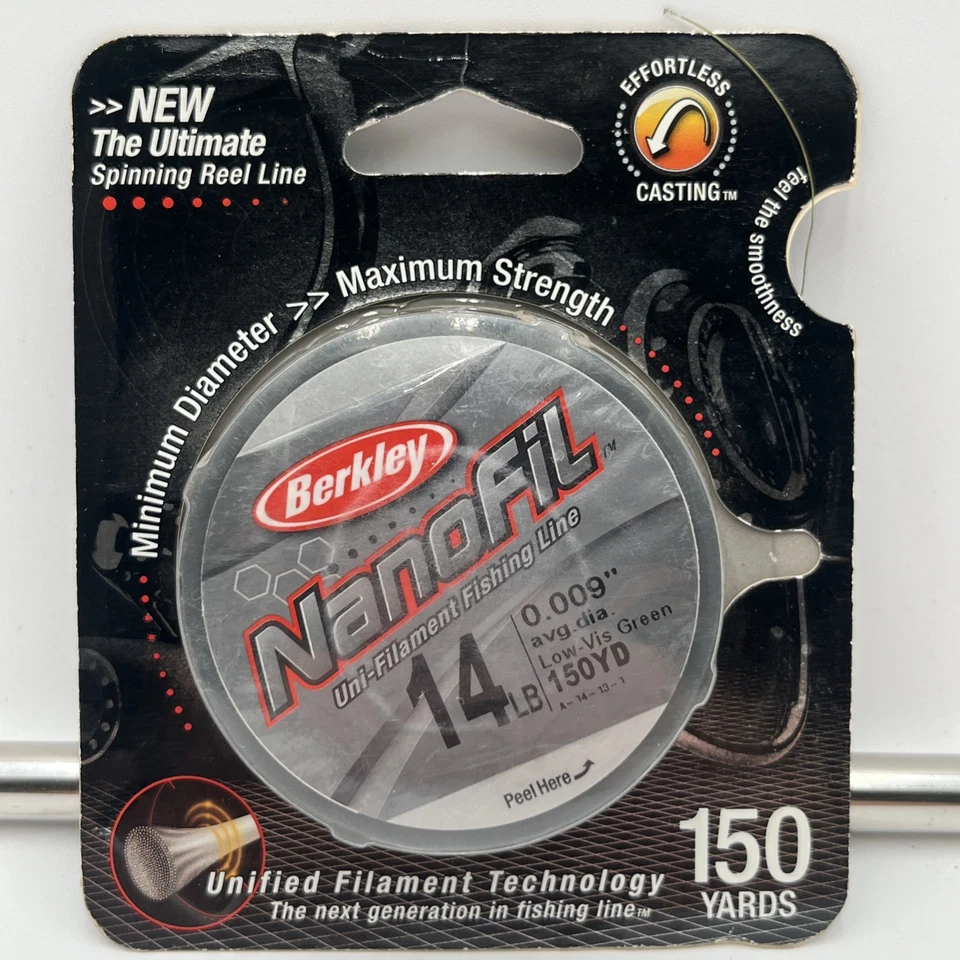 >> NEW
The Ultimate
Spinning Reel Line
EFFORTLESS
CASTING™
feel the smoothness
Minimum Diameter >> Maximum Strength
Berkley
NanoFil™
Uni-Filament Fishing Line
14LB
0.009"
avg.dia.
Low-Vis Green
150YD
A-14-13-1
Peel Here
Unified Filament Technology
The next generation in fishing line™
150
YARDS